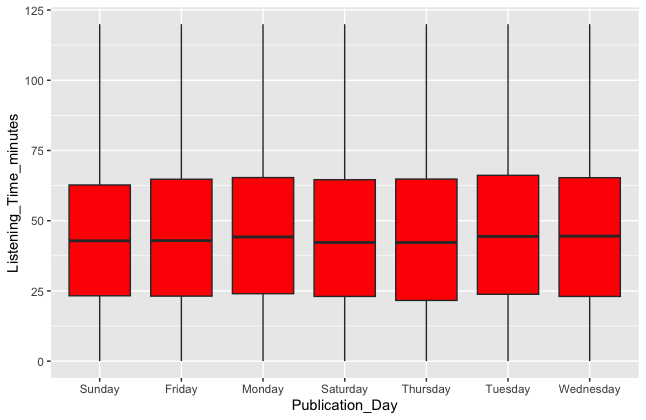 125
100
75
50
25
0
Listening_Time_minutes
Sunday Friday Monday Saturday Thursday Tuesday Wednesday
Publication_Day